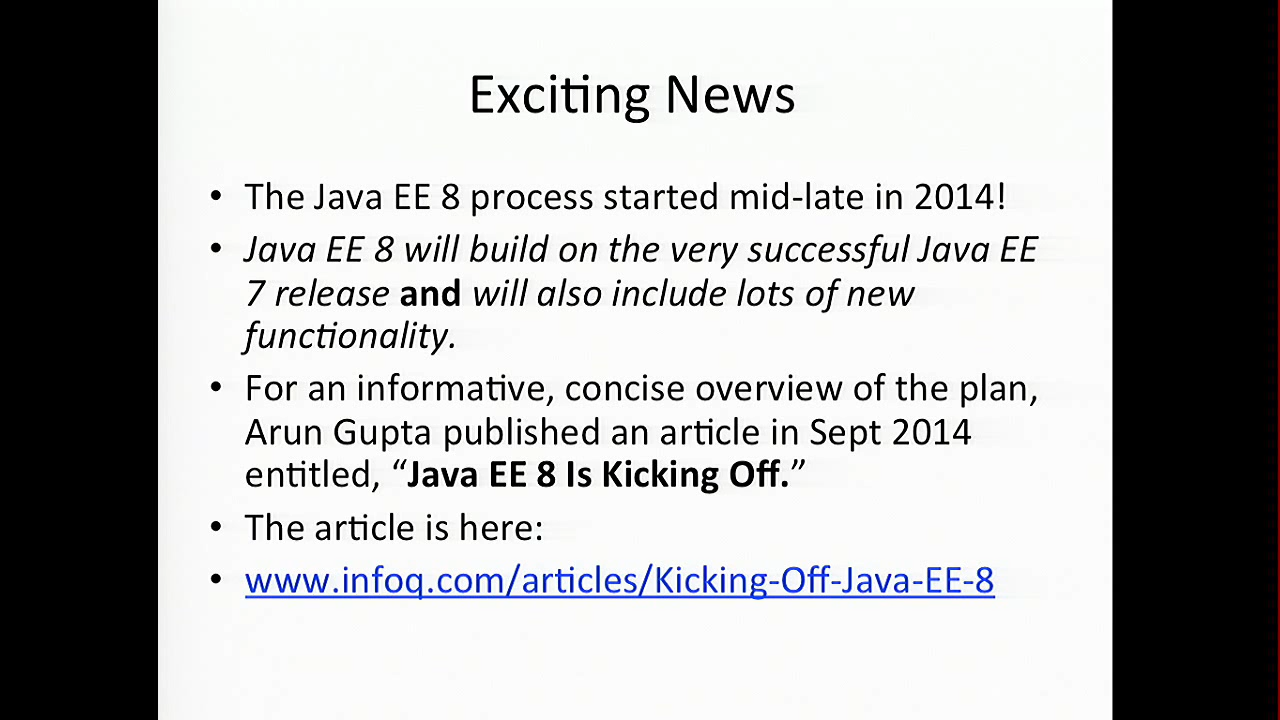 Exciting News
• The Java EE 8 process started mid-late in 2014!
• Java EE 8 will build on the very successful Java EE
7 release and will also include lots of new
functionality.
• For an informative, concise overview of the plan,
Arun Gupta published an article in Sept 2014
entitled, “Java EE 8 Is Kicking Off.”
• The article is here:
• www.infoq.com/articles/Kicking-Off-Java-EE-8